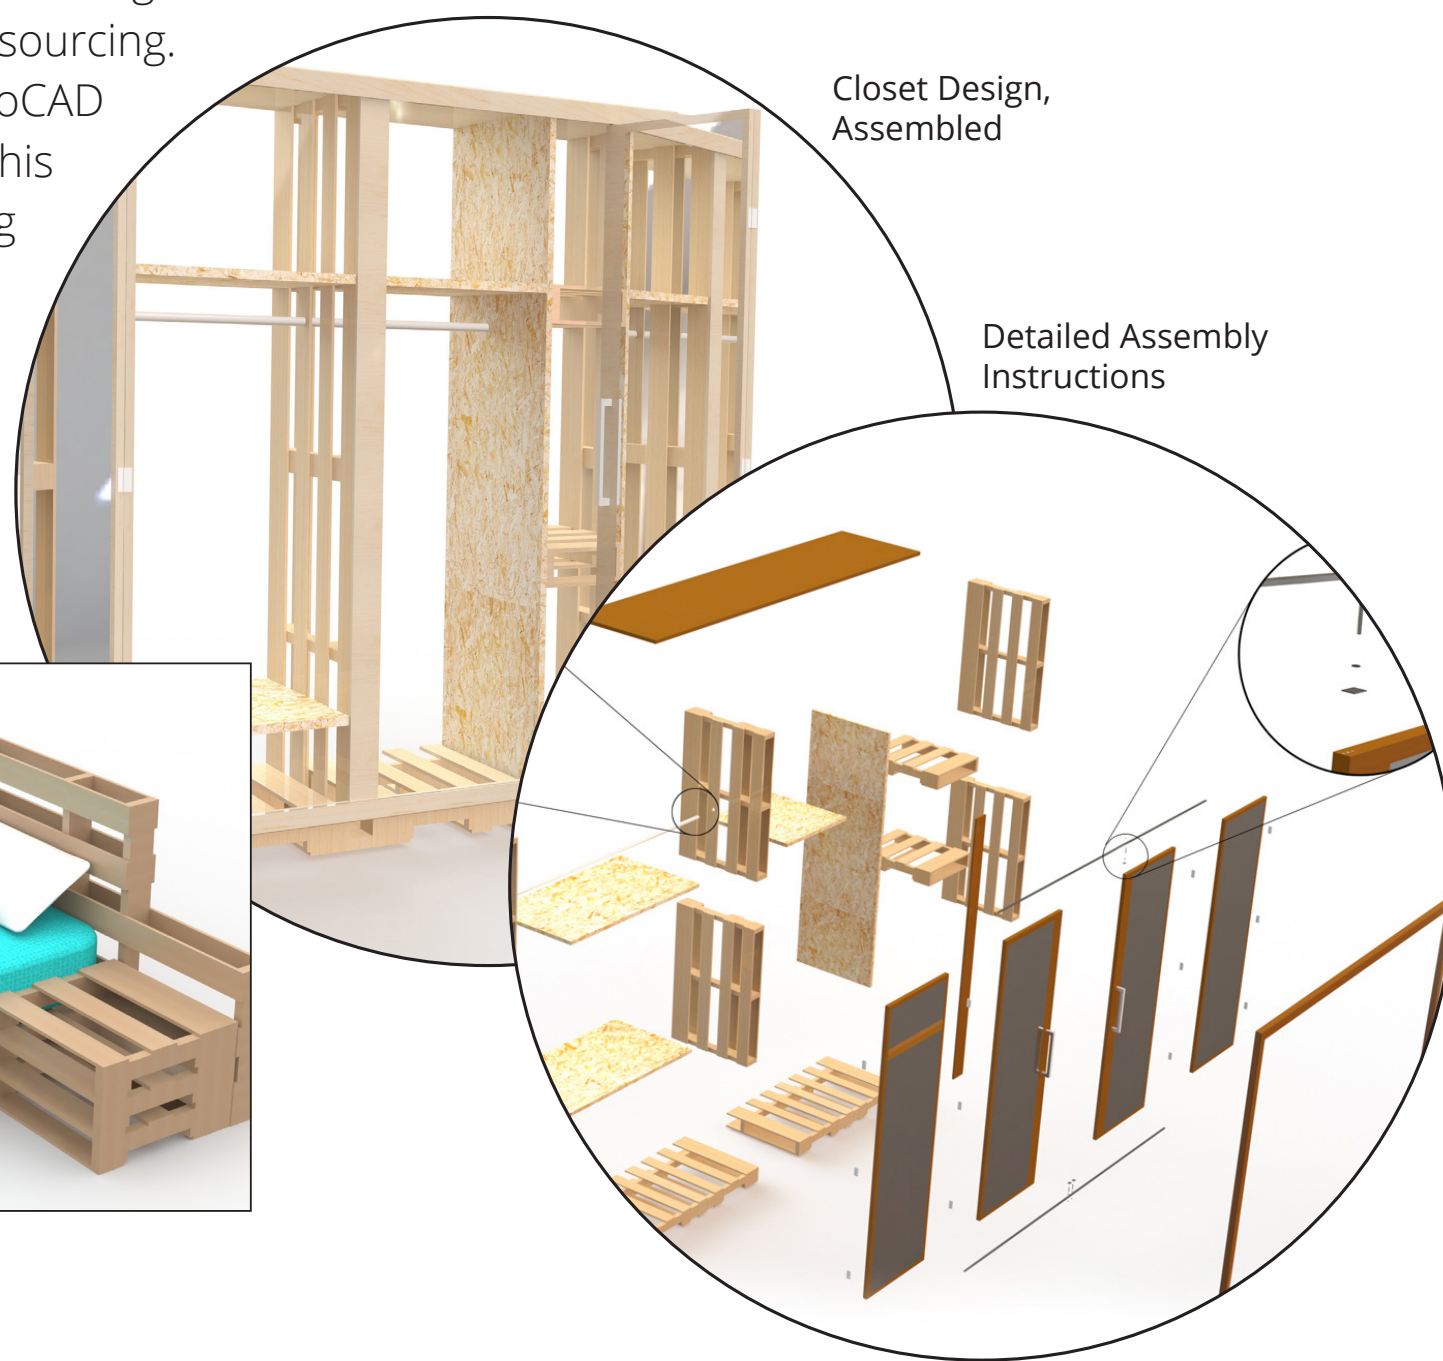 sourcing.
his
Closet Design,
Assembled
Detailed Assembly
Instructions